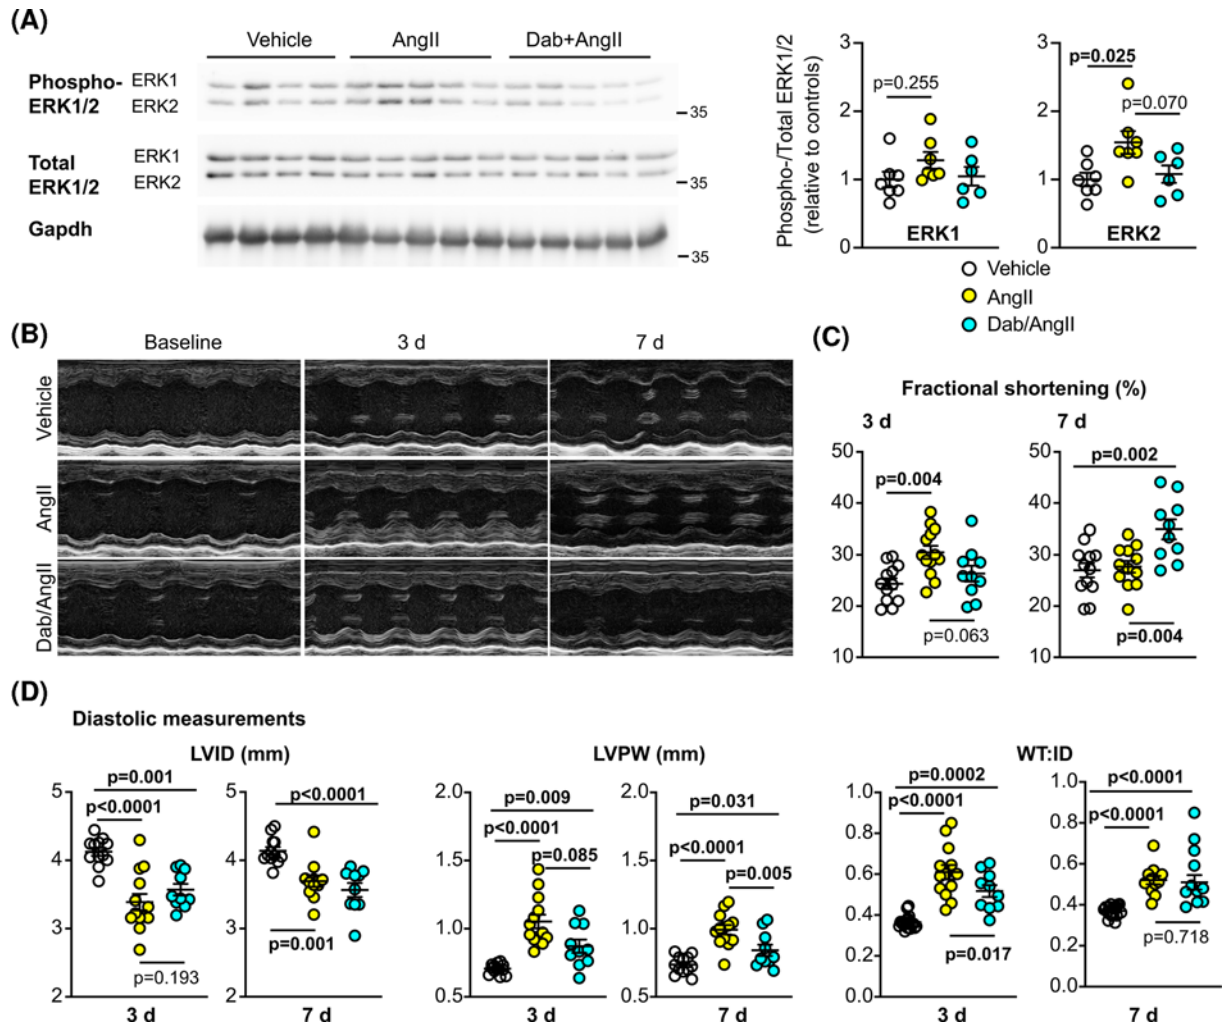 (A)
Vehicle AngII Dab+AngII
Phospho-ERK1/2
ERK1
ERK2
35
Total ERK1/2
ERK1
ERK2
35
Gapdh
35
Phospho-/Total ERK1/2
(relative to controls)
3
2
1
0
p=0.255
ERK1
3
2
1
0
p=0.025
p=0.070
ERK2
Vehicle
AngII
Dab/AngII
(B)
Baseline 3 d 7 d
Vehicle
AngII
Dab/AngII
(C)
Fractional shortening (%)
3 d
50
40
30
20
10
p=0.004
p=0.063
7 d
50
40
30
20
10
p=0.002
p=0.004
(D)
Diastolic measurements
LVID (mm)
5
4
3
2
p=0.001
p<0.0001
p=0.193
3 d
5
4
3
2
p<0.0001
p=0.001
7 d
LVPW (mm)
2.0
1.5
1.0
0.5
p=0.009
p<0.0001
p=0.085
3 d
2.0
1.5
1.0
0.5
p=0.031
p<0.0001
p=0.005
7 d
WT:ID
1.0
0.8
0.6
0.4
0.2
0.0
p=0.0002
p<0.0001
p=0.017
3 d
1.0
0.8
0.6
0.4
0.2
0.0
p<0.0001
p<0.0001
p=0.718
7 d